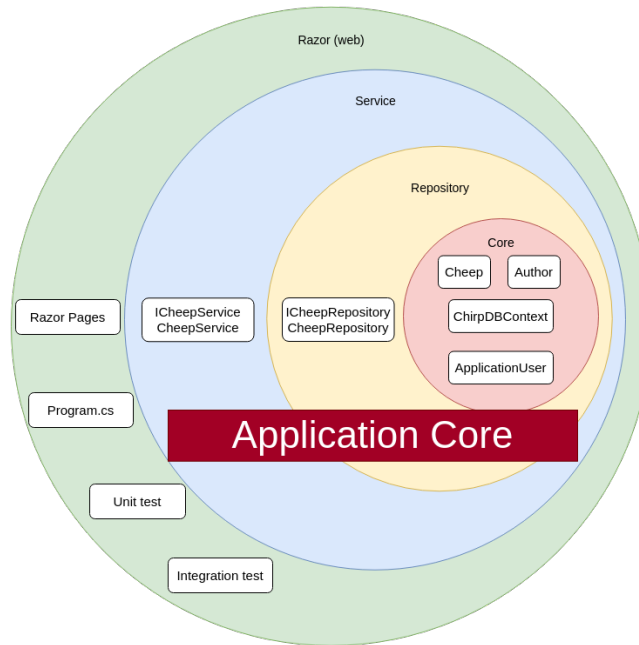 Razor (web)
Service
Repository
Core
Cheep
Author
Razor Pages
ICheepService
CheepService
ICheepRepository
CheepRepository
ChirpDBContext
ApplicationUser
Program.cs
Application Core
Unit test
Integration test